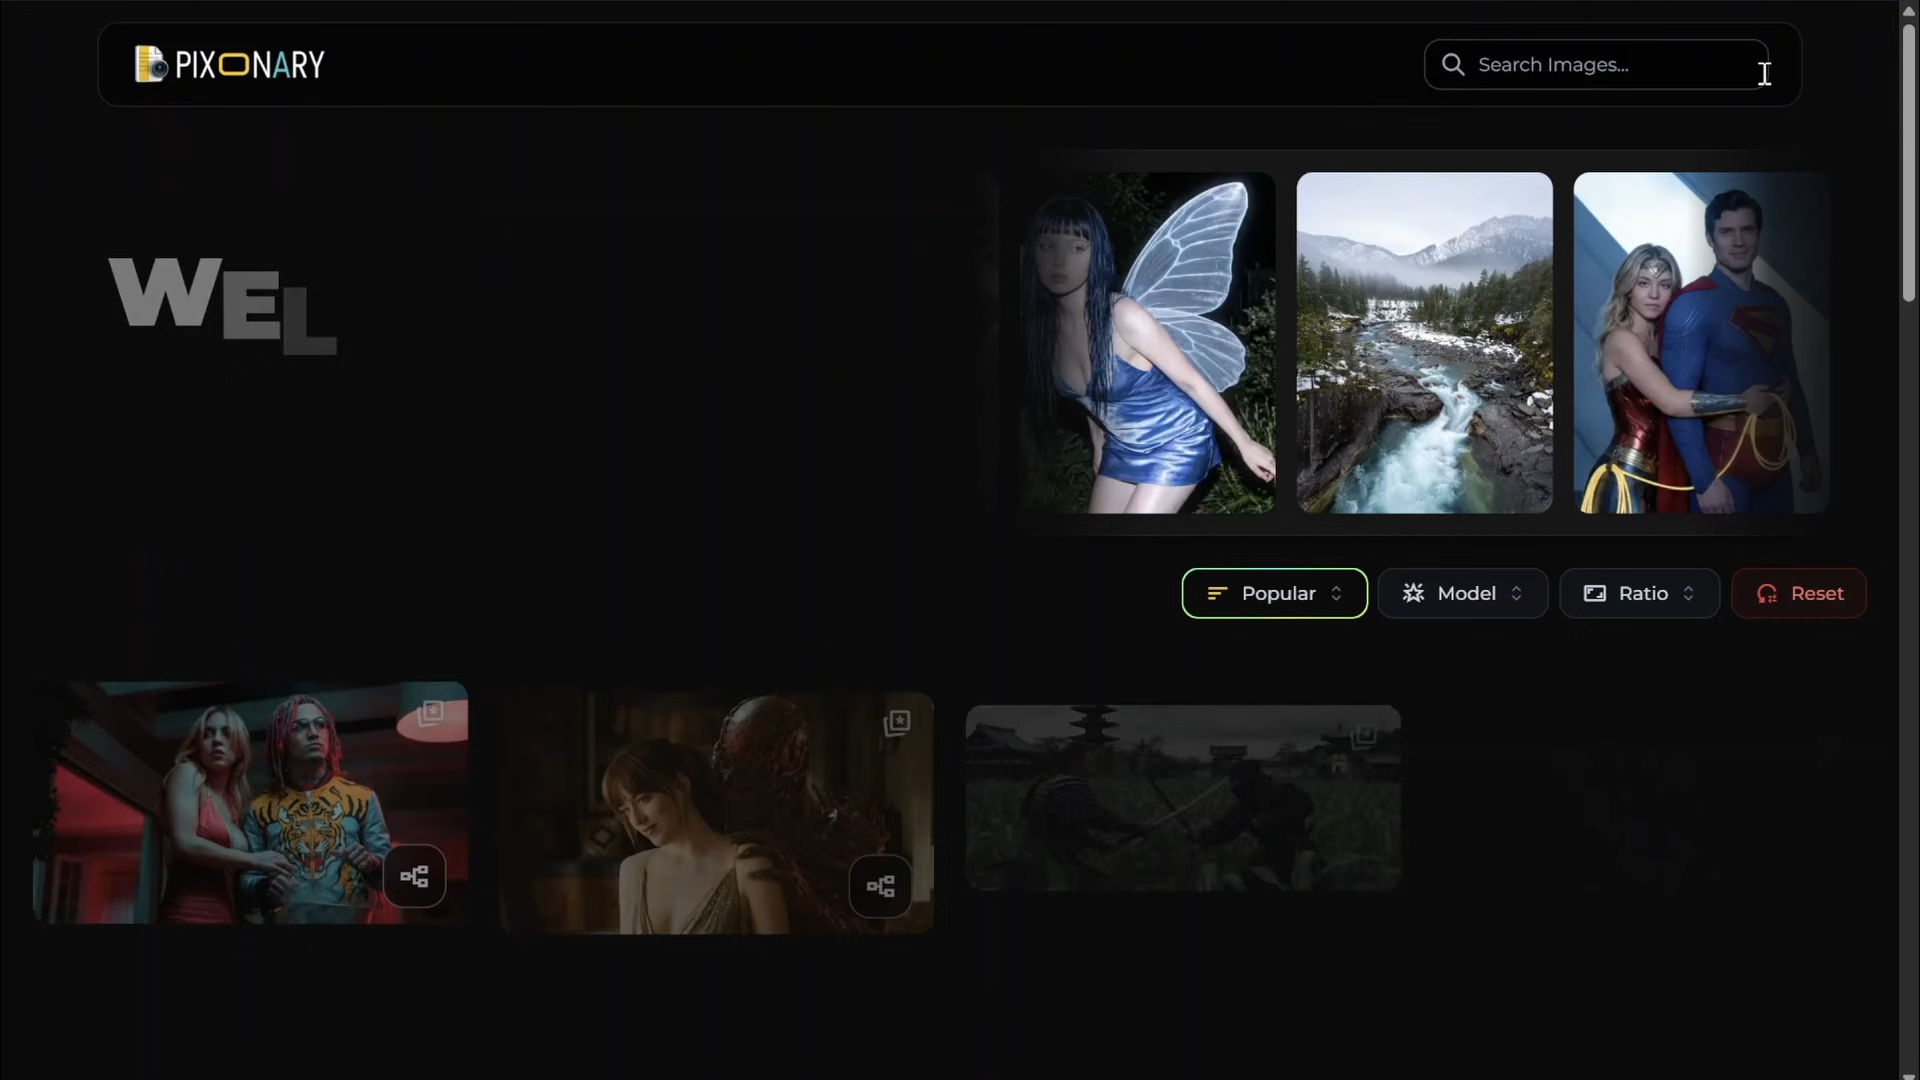 PIXONARY
Search Images...
WEL
Popular
Model
Ratio
Reset